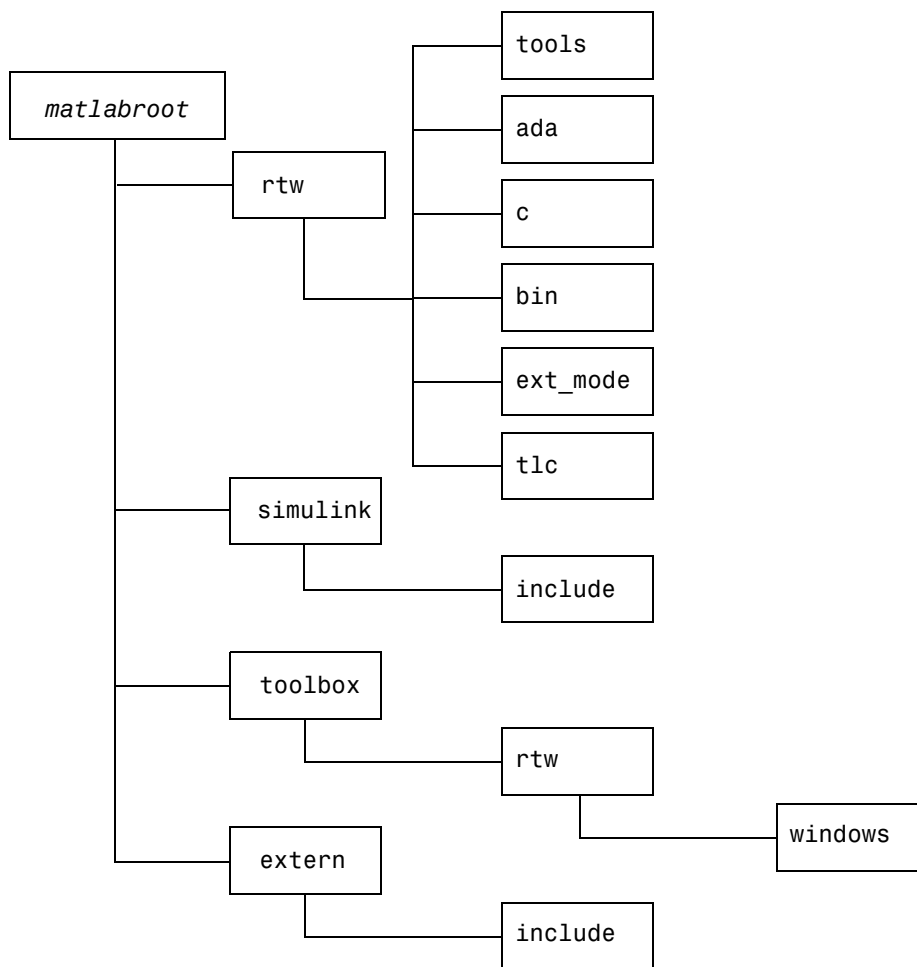 tools
matlabroot
ada
rtw
c
bin
ext_mode
tlc
simulink
include
toolbox
rtw
windows
extern
include